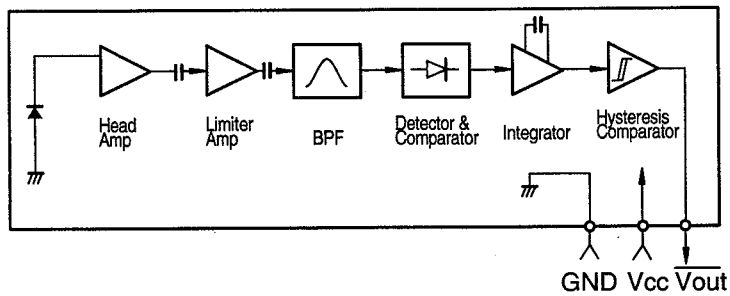 Head
Amp
Limiter
Amp
BPF
Detector &
Comparator
Integrator
Hysteresis
Comparator
GND Vcc Vout